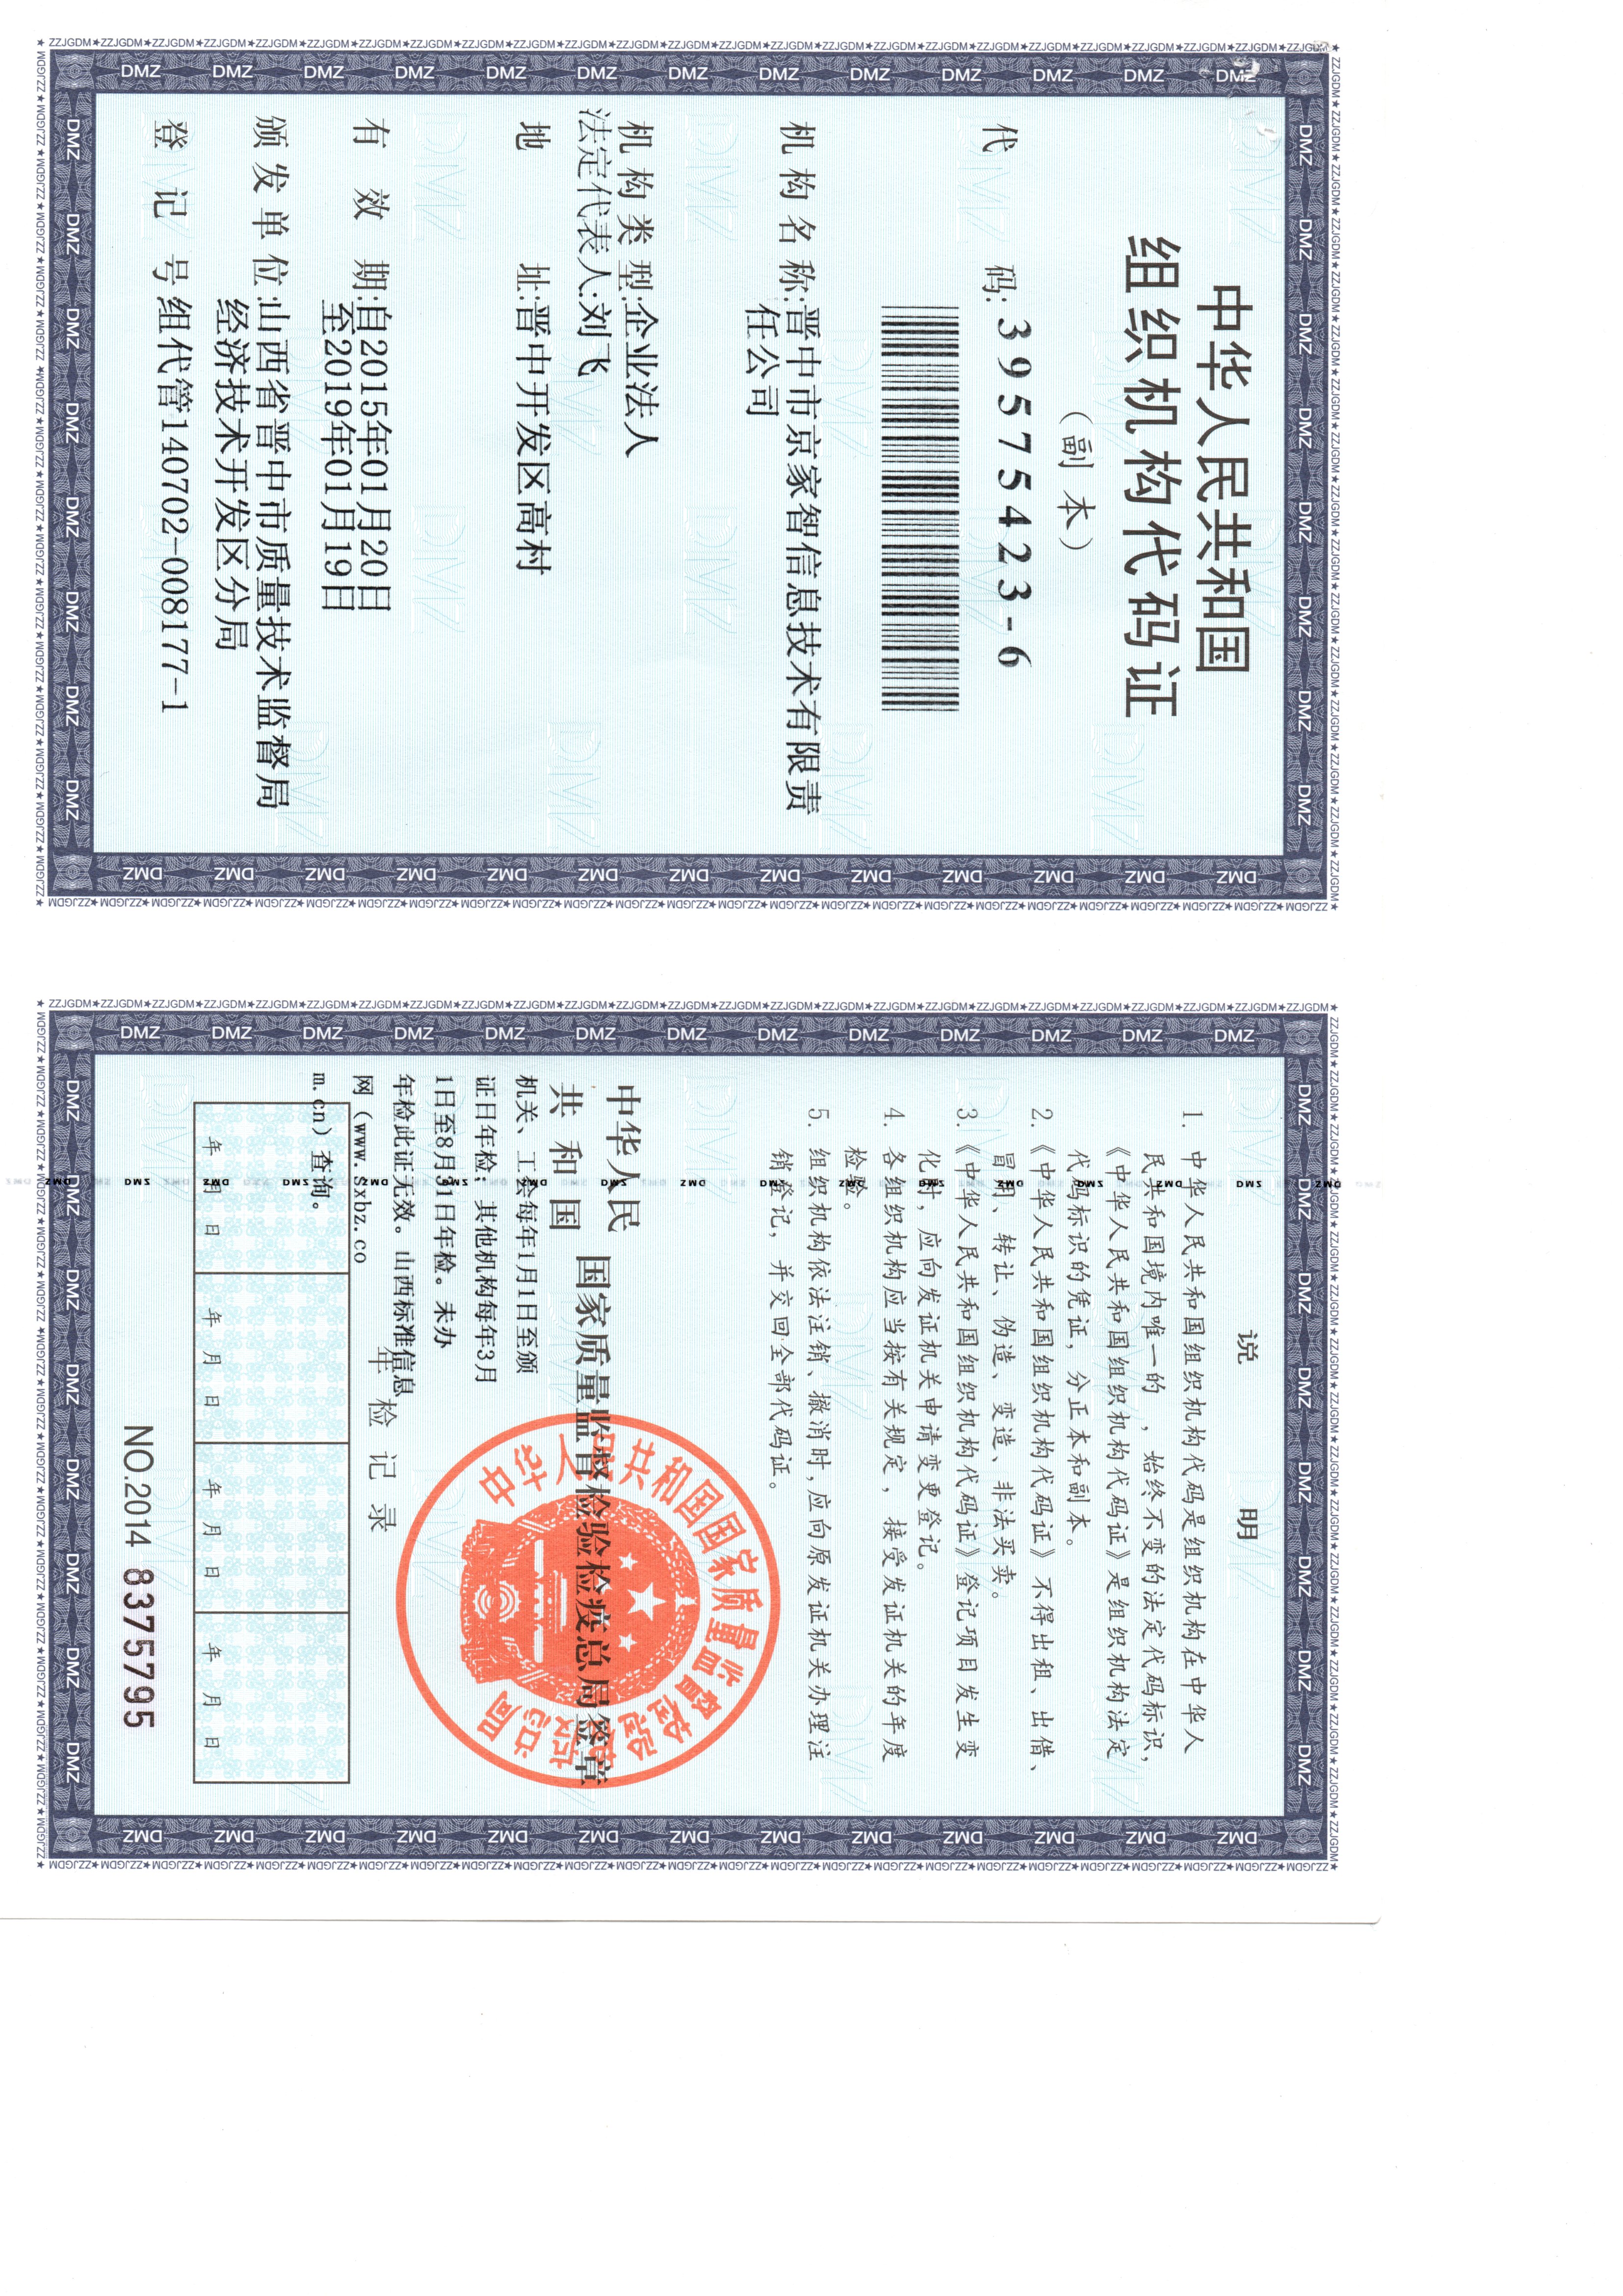 中华人民共和国
组织机构代码证
（副本）
代 码: 39575423-6
机构名称:晋中市京家智信息技术有限责
任公司
机构类型:企业法人
法定代表人:刘飞
地 址:晋中开发区高村
有 效 期:自2015年01月20日
至2019年01月19日
颁发单位:山西省晋中市质量技术监督局
经济技术开发区分局
登 记 号组代管140702-008177-1
说 明
1. 中华人民共和国组织机构代码是组织机构在中华人
民共和国境内唯一的，始终不变的法定代码标识，
《中华人民共和国组织机构代码证》是组织机构法定
代码标识的凭证，分正本和副本。
2.《中华人民共和国组织机构代码证》不得出租、出借、
冒用、转让、伪造、变造、非法买卖。
3.《中华人民共和国组织机构代码证》登记项目发生变
化时，应向发证机关申请变更登记。
4. 各组织机构应当按有关规定，接受发证机关的年度
检验。
5. 组织机构依法注销、撤消时，应向原发证机关办理注
销登记，并交回全部代码证。
中华人民
共和国
国家质量监督检验检疫总局签章
中华人民共和国国家质量监督检验检疫总局
机关、工会每年1月1日至颁
证日年检；其他机构每年3月
1日至8月31日年检。未办
年检此证无效。山西标准信息
网（www.sxbz.co
m.cn）查询。
年 检 记 录
年 月 日
年 月 日
年 月 日
年 月 日
NO.2014 8375795